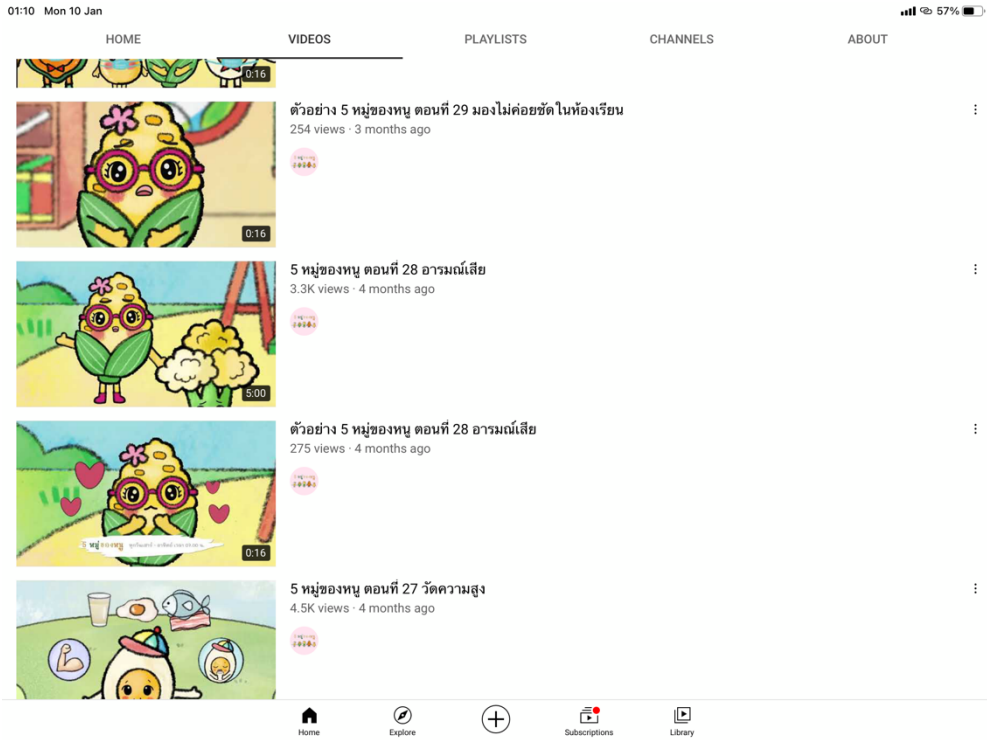 01:10 Mon 10 Jan
57%
HOME VIDEOS PLAYLISTS CHANNELS ABOUT
0:16
ตัวอย่าง 5 หมู่ของหนู ตอนที่ 29 มองไม่ค่อยชัดในห้องเรียน
254 views · 3 months ago
0:16
5 หมู่ของหนู ตอนที่ 28 อารมณ์เสีย
3.3K views · 4 months ago
5:00
ตัวอย่าง 5 หมู่ของหนู ตอนที่ 28 อารมณ์เสีย
275 views · 4 months ago
5 หมู่ของหนู
0:16
5 หมู่ของหนู ตอนที่ 27 วัดความสูง
4.5K views · 4 months ago
Home Explore Subscriptions Library